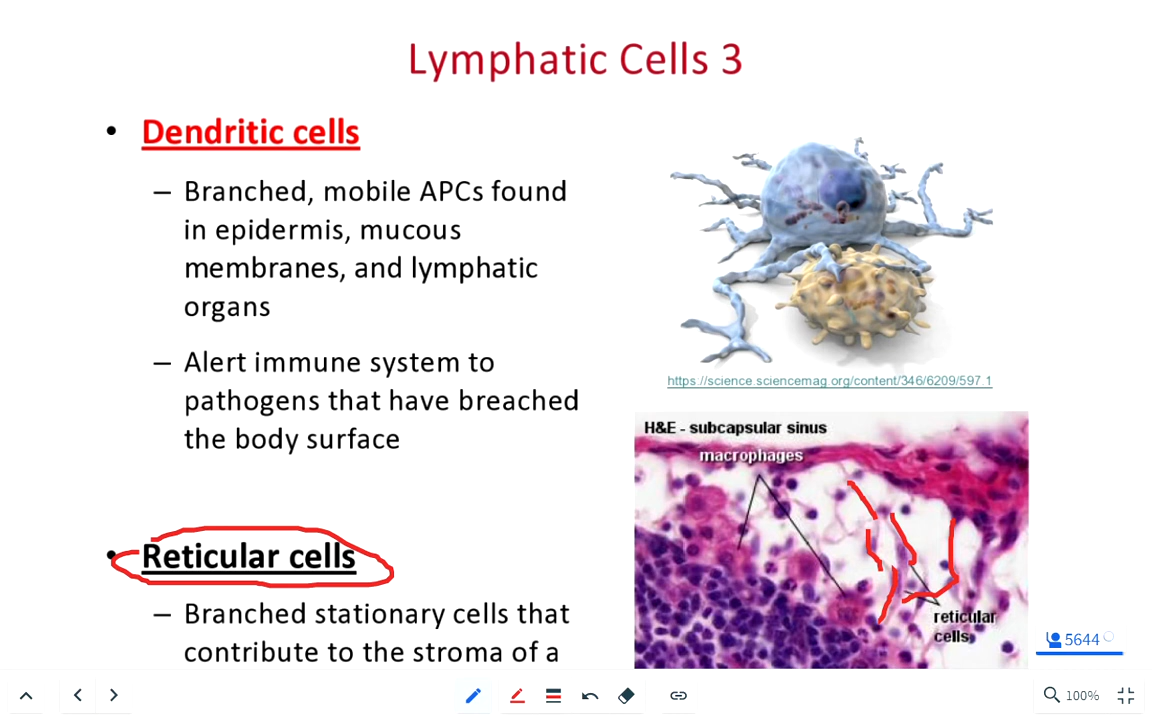 Lymphatic Cells 3
• Dendritic cells
– Branched, mobile APCs found
in epidermis, mucous
membranes, and lymphatic
organs
– Alert immune system to
pathogens that have breached
the body surface
• Reticular cells
– Branched stationary cells that
contribute to the stroma of a
https://science.sciencemag.org/content/346/6209/597.1
H&E - subcapsular sinus
macrophages
reticular
cells
5644
100%